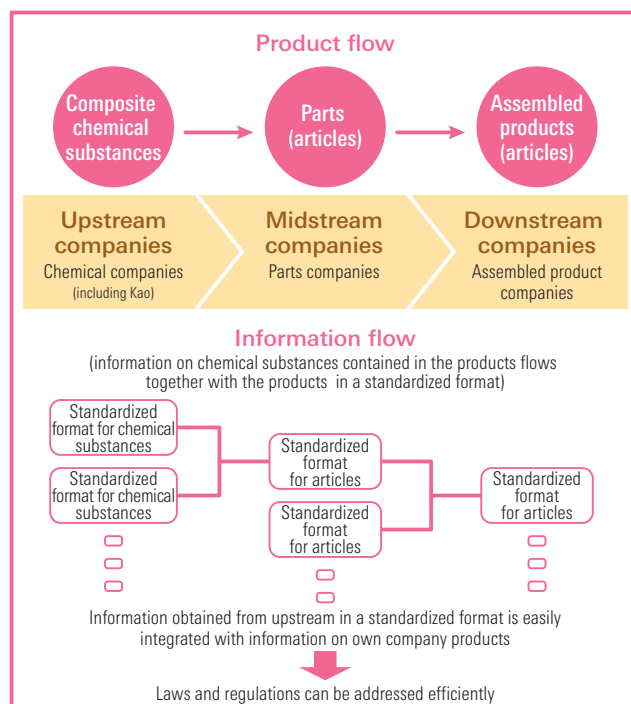 Product flow
Composite
chemical
substances
Parts
(articles)
Assembled
products
(articles)
Upstream
companies
Chemical companies
(including Kao)
Midstream
companies
Parts companies
Downstream
companies
Assembled product
companies
Information flow
(information on chemical substances contained in the products flows
together with the products in a standardized format)
Standardized
format for chemical
substances
Standardized
format for chemical
substances
Standardized
format
for articles
Standardized
format
for articles
Standardized
format
for articles
Information obtained from upstream in a standardized format is easily
integrated with information on own company products
Laws and regulations can be addressed efficiently